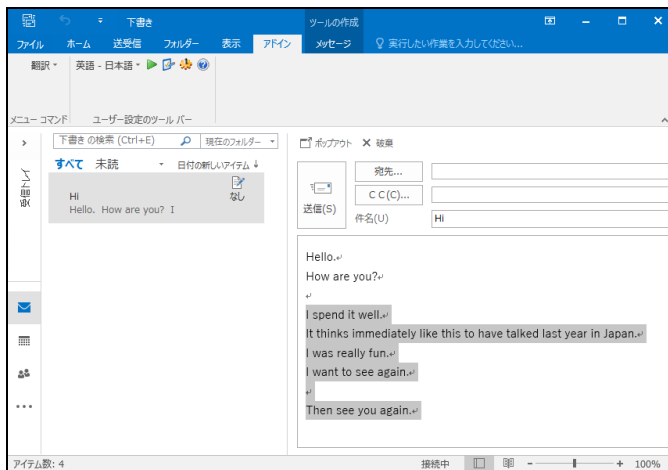 下書き
ツールの作成
ファイル ホーム 送受信 フォルダー 表示 アドイン メッセージ 実行したい作業を入力してください...
翻訳 英語 - 日本語
メニュー コマンド ユーザー設定のツール バー
下書き の検索 (Ctrl+E) 現在のフォルダー
すべて 未読 日付の新しいアイテム ↓
Hi なし
Hello. How are you? I
ポップアウト 破棄
送信(S)
宛先...
C C (C)...
件名(U) Hi
Hello.↵
How are you?↵
↵
I spend it well.↵
It thinks immediately like this to have talked last year in Japan.↵
I was really fun.↵
I want to see again.↵
↵
Then see you again.↵
アイテム数: 4 接続中 100%